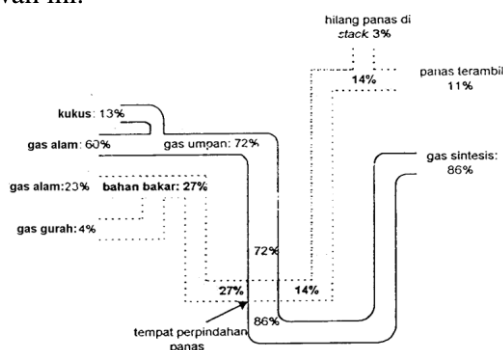 hilang panas di
stack 3%
14%
panas terambil
11%
kukus: 13%
gas alam: 60%
gas umpan: 72%
gas sintesis:
86%
gas alam:23%
bahan bakar: 27%
gas gurah: 4%
72%
27%
14%
86%
tempat perpindahan
panas